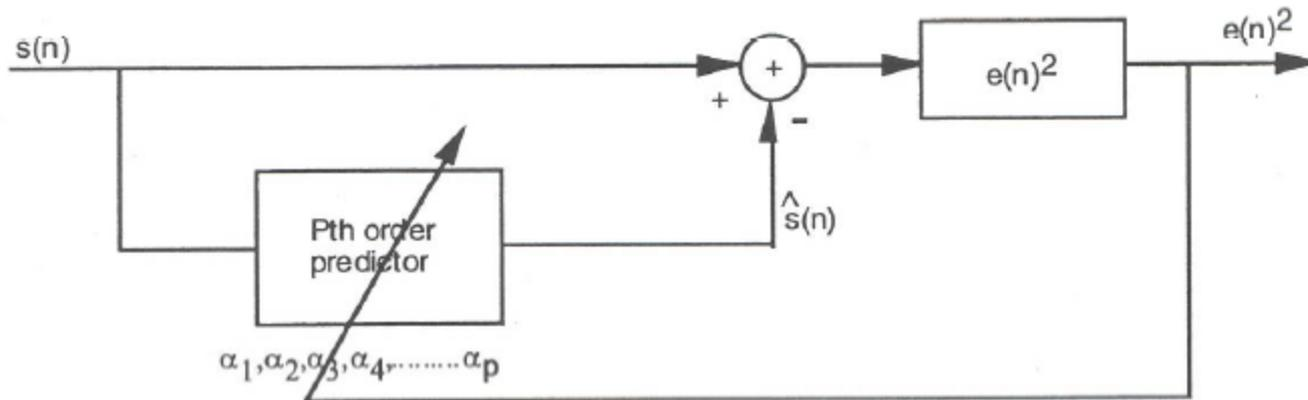 s(n)
e(n)²
+
e(n)²
+
-
^s(n)
Pth order
predictor
α₁,α₂,α₃,α₄,........αₚ